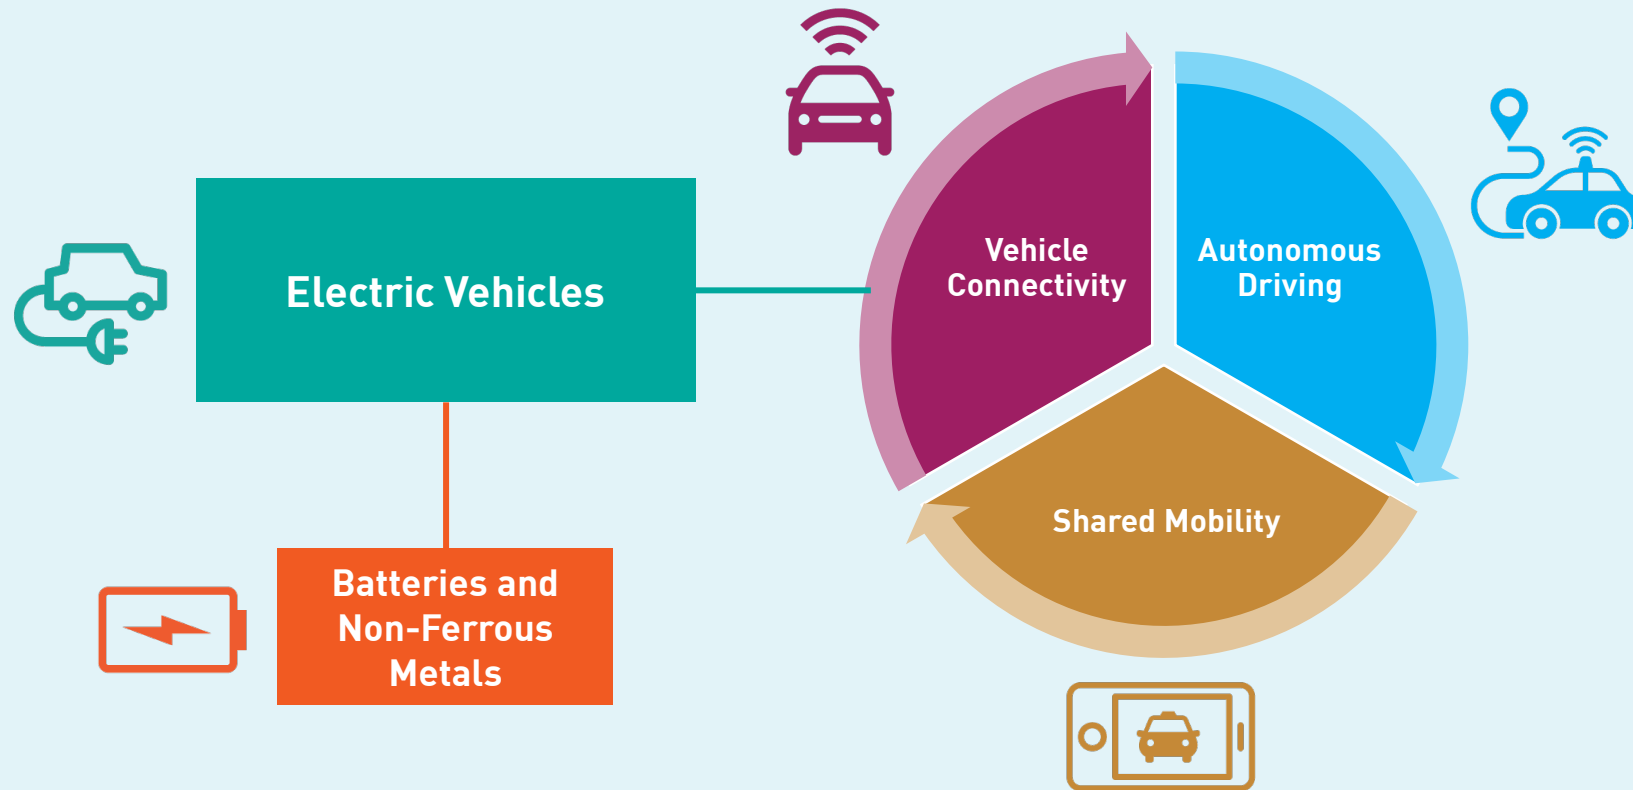 Electric Vehicles
Batteries and
Non-Ferrous
Metals
Vehicle
Connectivity
Autonomous
Driving
Shared Mobility